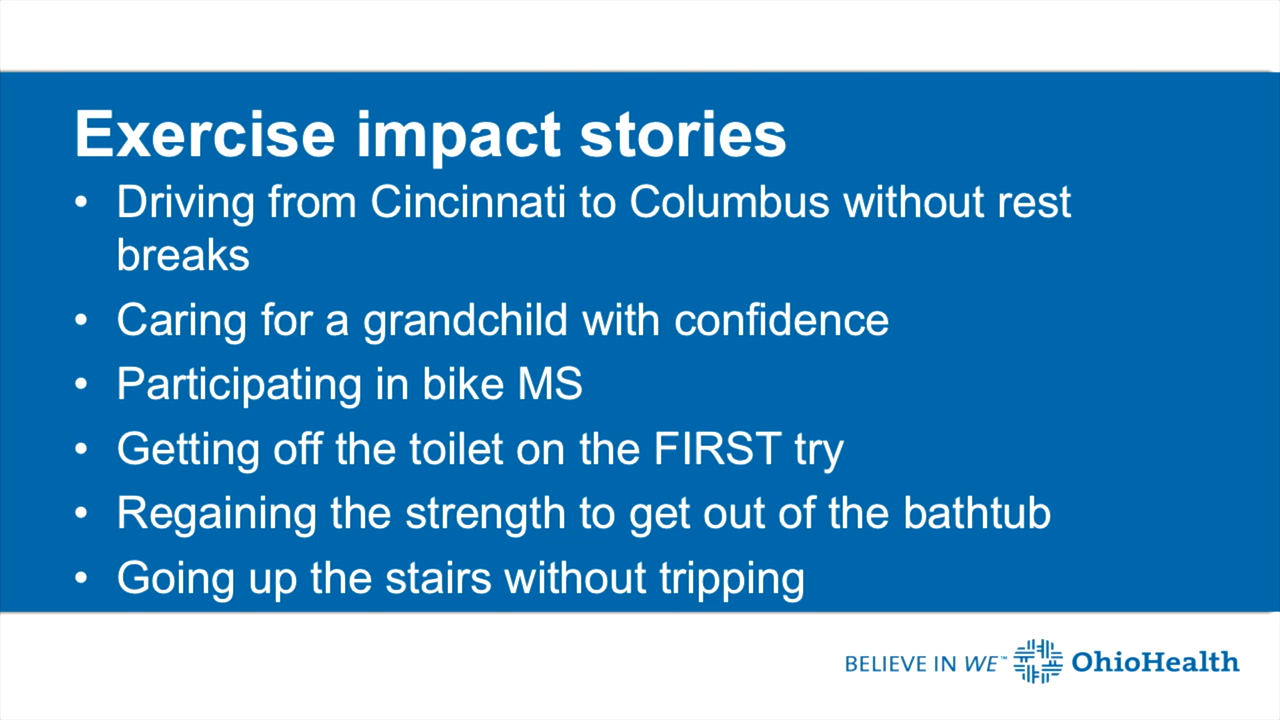 Exercise impact stories
• Driving from Cincinnati to Columbus without rest
breaks
• Caring for a grandchild with confidence
• Participating in bike MS
• Getting off the toilet on the FIRST try
• Regaining the strength to get out of the bathtub
• Going up the stairs without tripping
BELIEVE IN WE™ OhioHealth